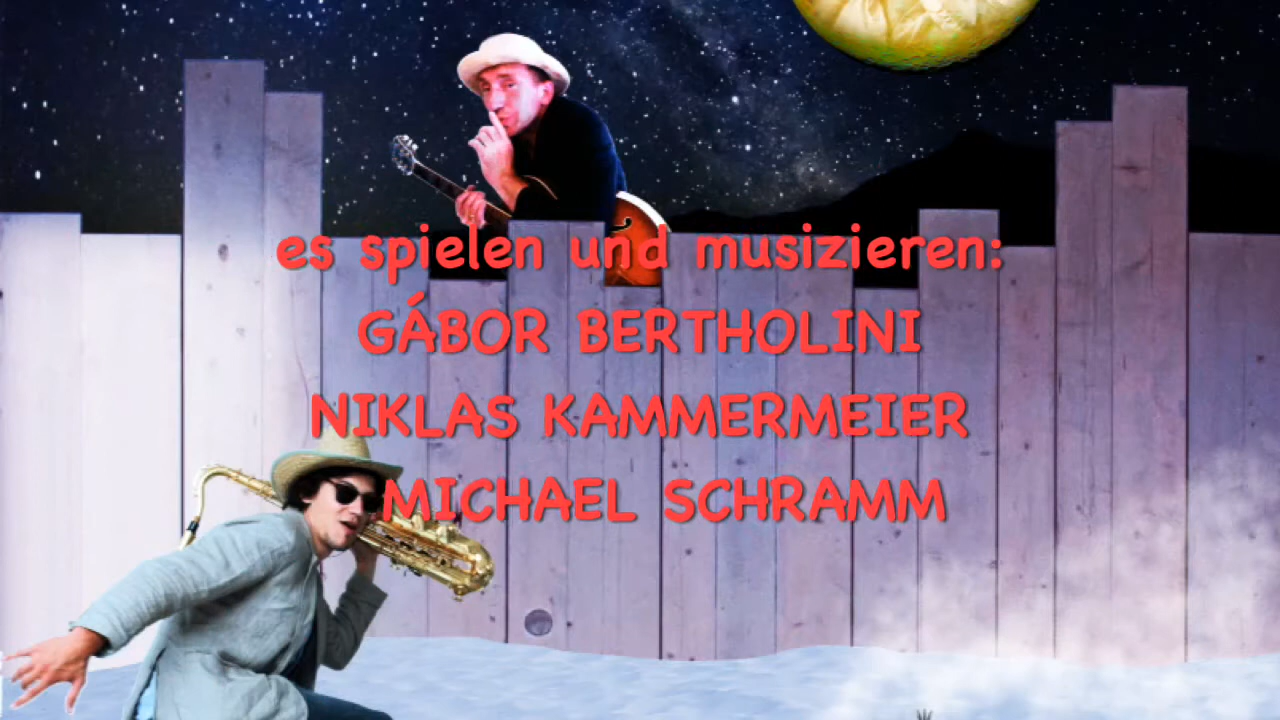 es spielen und musizieren:
GÁBOR BERTHOLINI
NIKLAS KAMMERMEIER
MICHAEL SCHRAMM